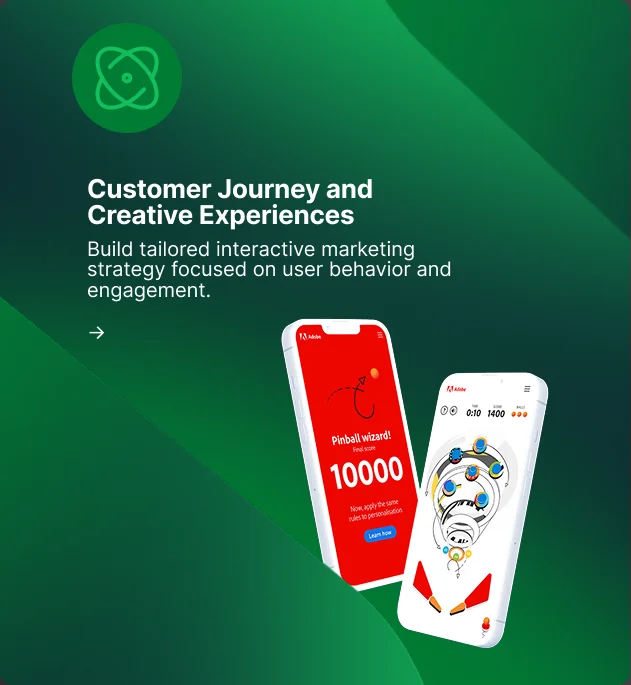 Customer Journey and
Creative Experiences
Build tailored interactive marketing
strategy focused on user behavior and
engagement.
Adobe
Pinball wizard!
Final score
10000
Now, apply the same
rules to personalisation
Learn how
Adobe
TIME SCORE BALLS
0:10 1400